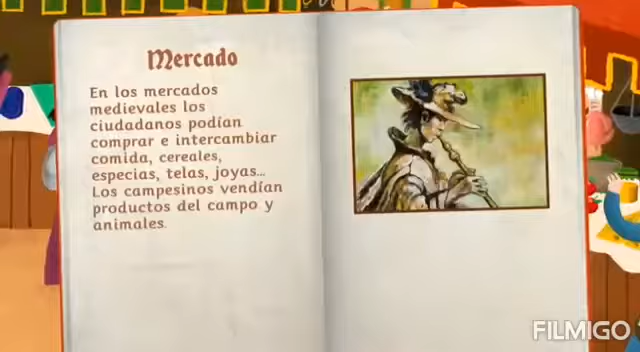 Mercado
En los mercados
medievales los
ciudadanos podían
comprar e intercambiar
comida, cereales,
especias, telas, joyas...
Los campesinos vendían
productos del campo y
animales.
FILMIGO